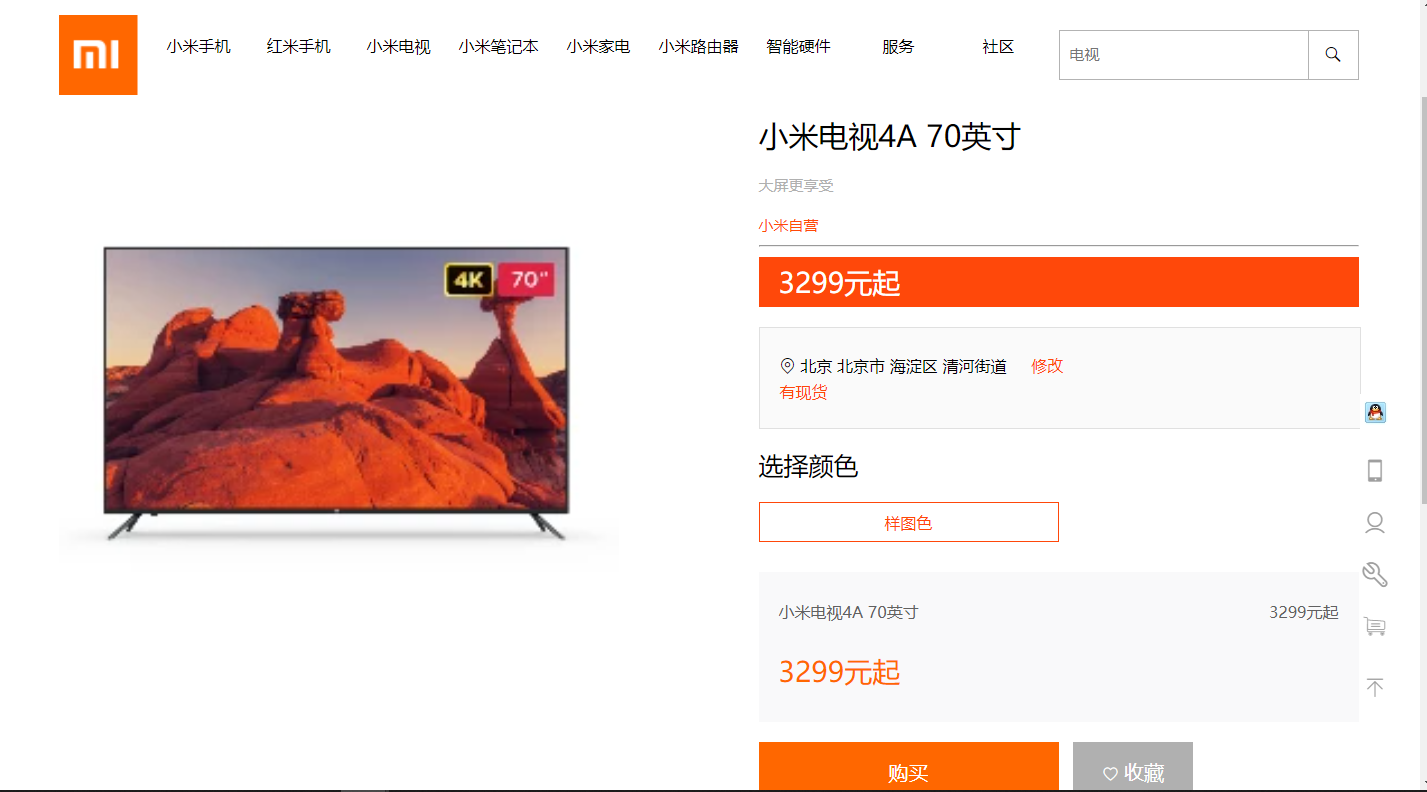 mi
小米手机 红米手机 小米电视 小米笔记本 小米家电 小米路由器 智能硬件 服务 社区 电视
小米电视4A 70英寸
大屏更享受
小米自营
3299元起
4K 70"
北京 北京市 海淀区 清河街道 修改
有现货
选择颜色
样图色
小米电视4A 70英寸 3299元起
3299元起
购买 收藏